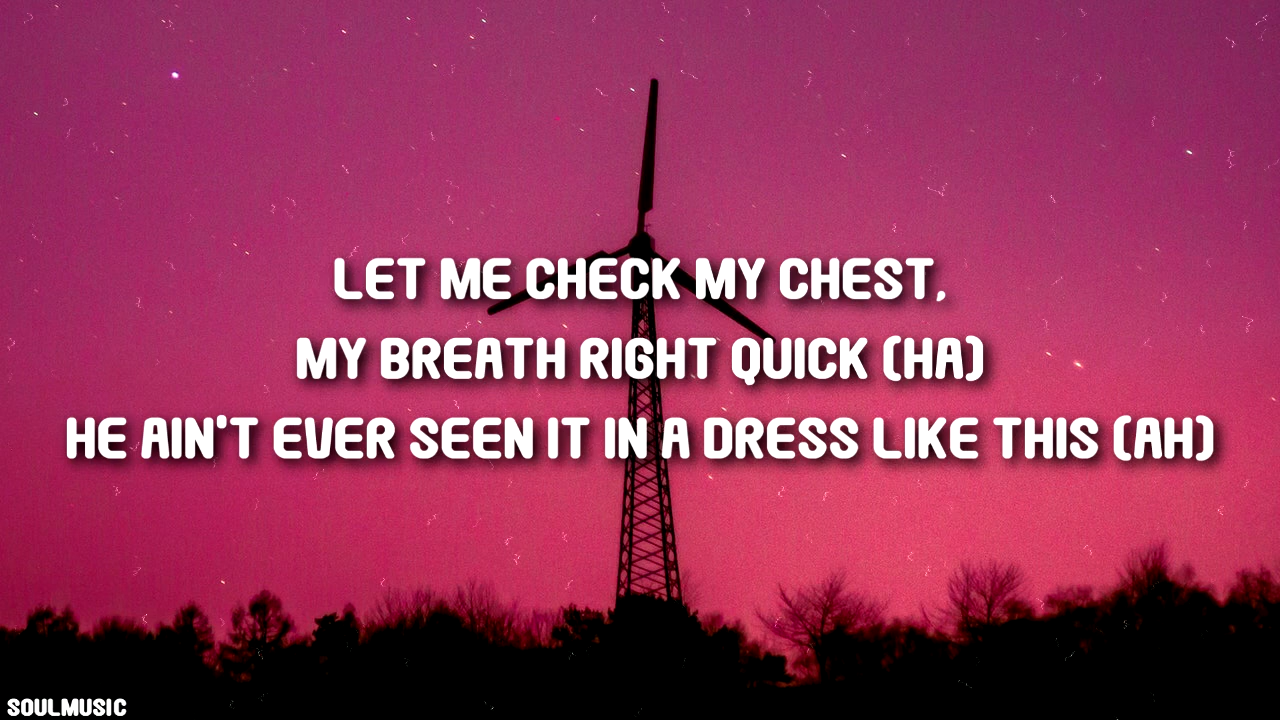 LET ME CHECK MY CHEST,
MY BREATH RIGHT QUICK (HA)
HE AIN'T EVER SEEN IT IN A DRESS LIKE THIS (AH)
SOULMUSIC